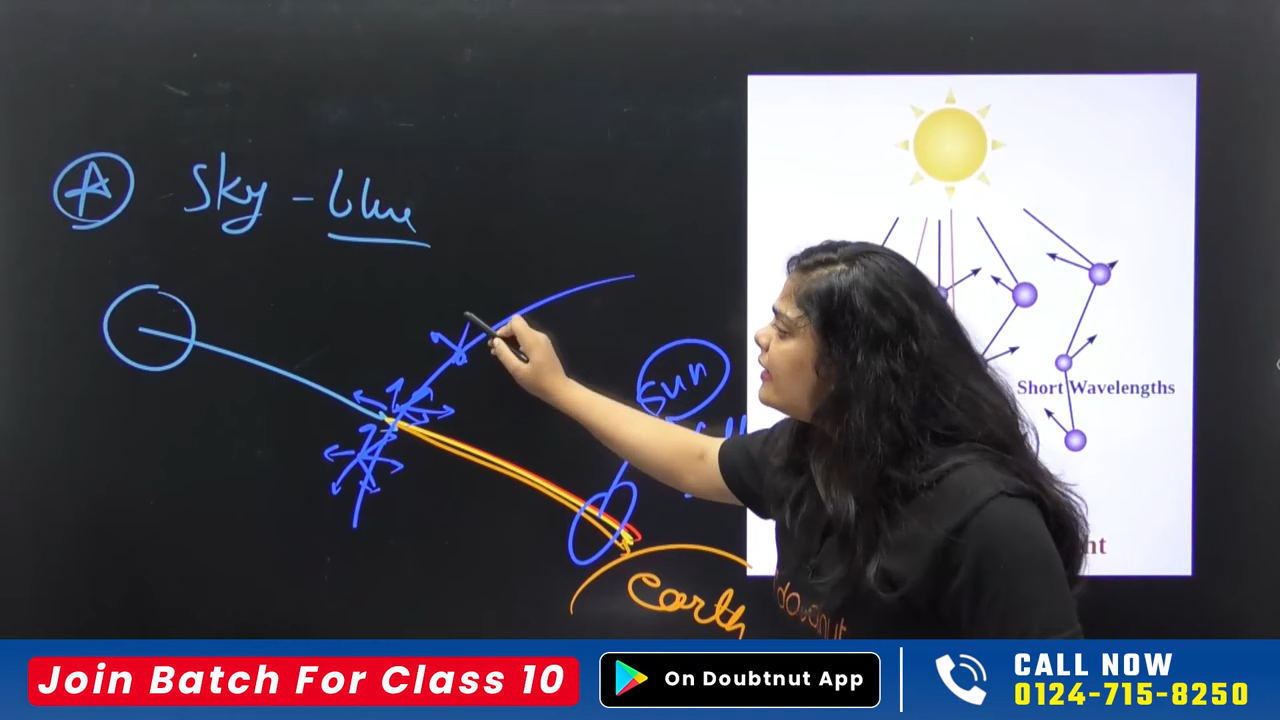 A Sky - blue
Sun
Short Wavelengths
earth
doubtnut
Join Batch For Class 10
On Doubtnut App
CALL NOW
0124-715-8250